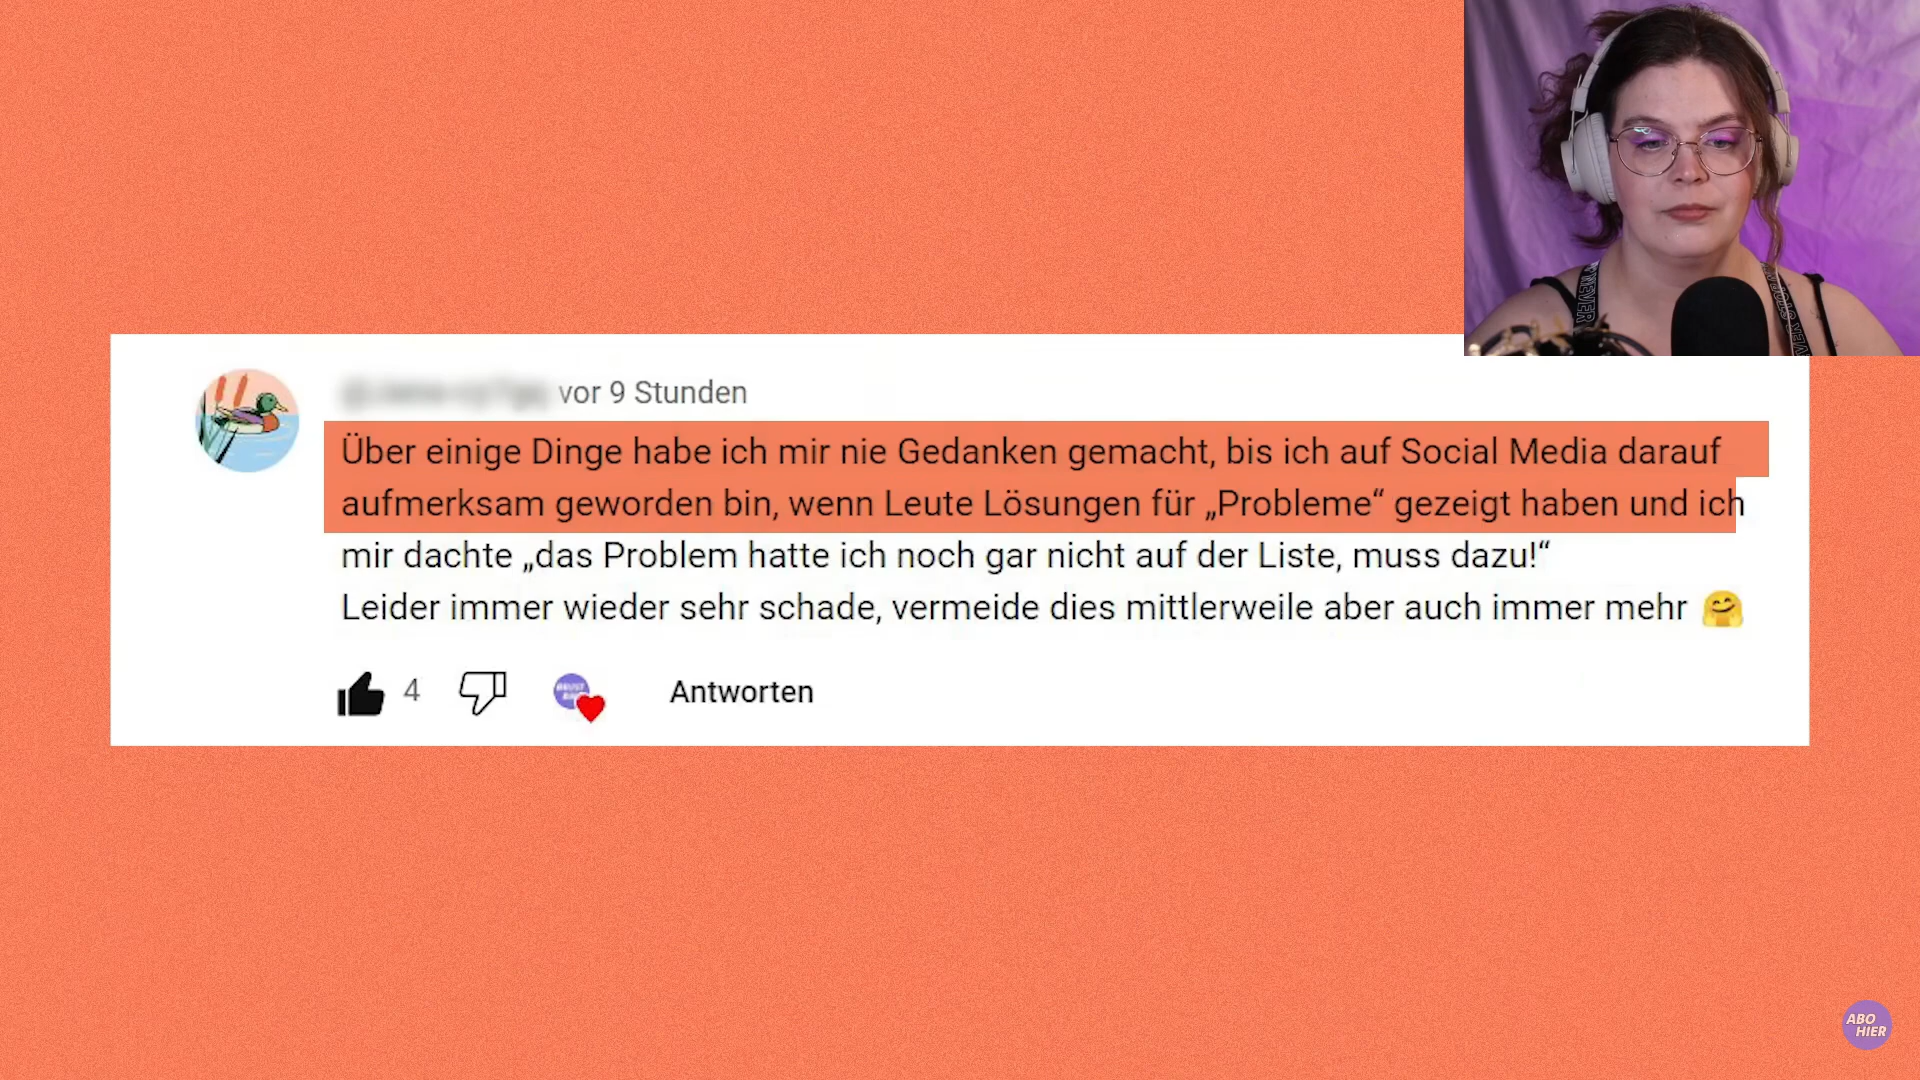 vor 9 Stunden
Über einige Dinge habe ich mir nie Gedanken gemacht, bis ich auf Social Media darauf
aufmerksam geworden bin, wenn Leute Lösungen für „Probleme“ gezeigt haben und ich
mir dachte „das Problem hatte ich noch gar nicht auf der Liste, muss dazu!“
Leider immer wieder sehr schade, vermeide dies mittlerweile aber auch immer mehr 🤗
4
Antworten
ABO
HIER